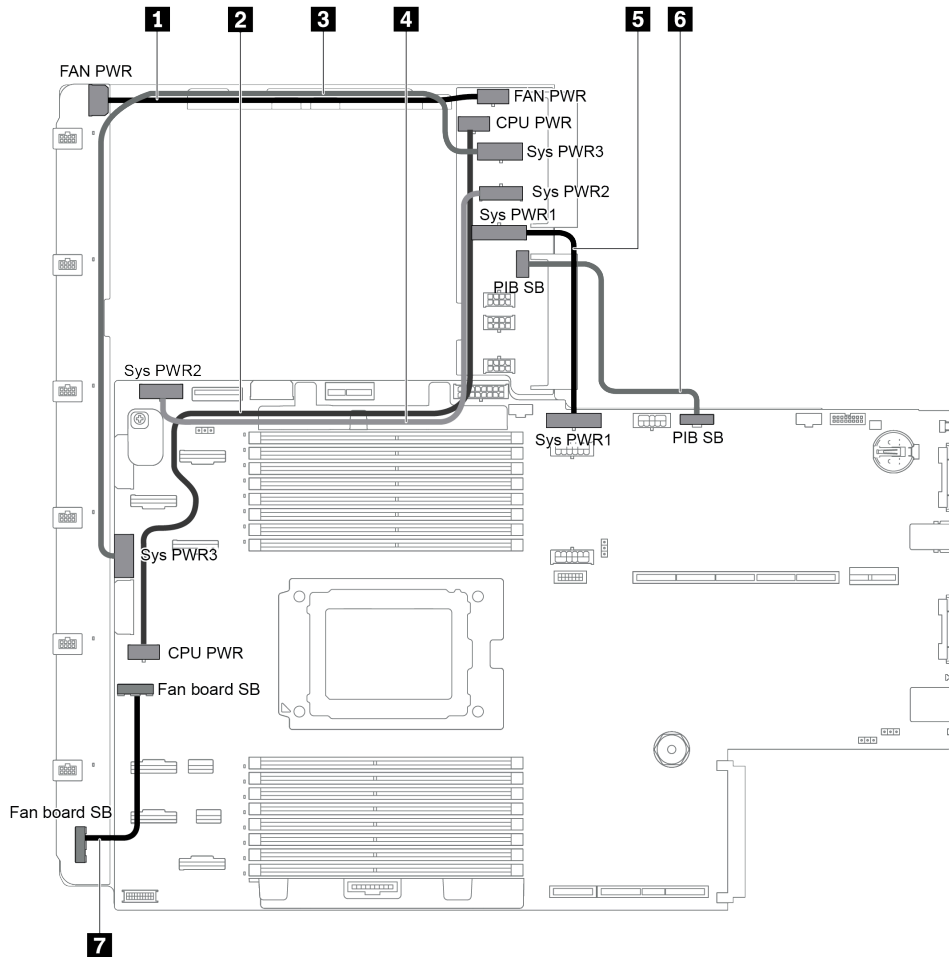 1 2 3 4 5 6
FAN PWR
FAN PWR
CPU PWR
Sys PWR3
Sys PWR2
Sys PWR1
PIB SB
Sys PWR2
Sys PWR1
PIB SB
Sys PWR3
CPU PWR
Fan board SB
Fan board SB
7